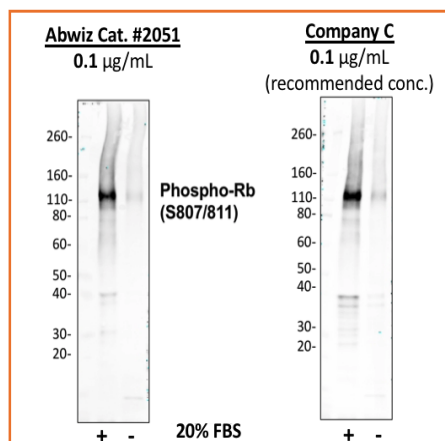 Abwiz Cat. #2051
0.1 µg/mL
260-
160-
110-
80-
60-
50-
40-
30-
20-
+ -
Phospho-Rb
(S807/811)
20% FBS
Company C
0.1 µg/mL
(recommended conc.)
260-
160-
110-
80-
60-
50-
40-
30-
20-
+ -